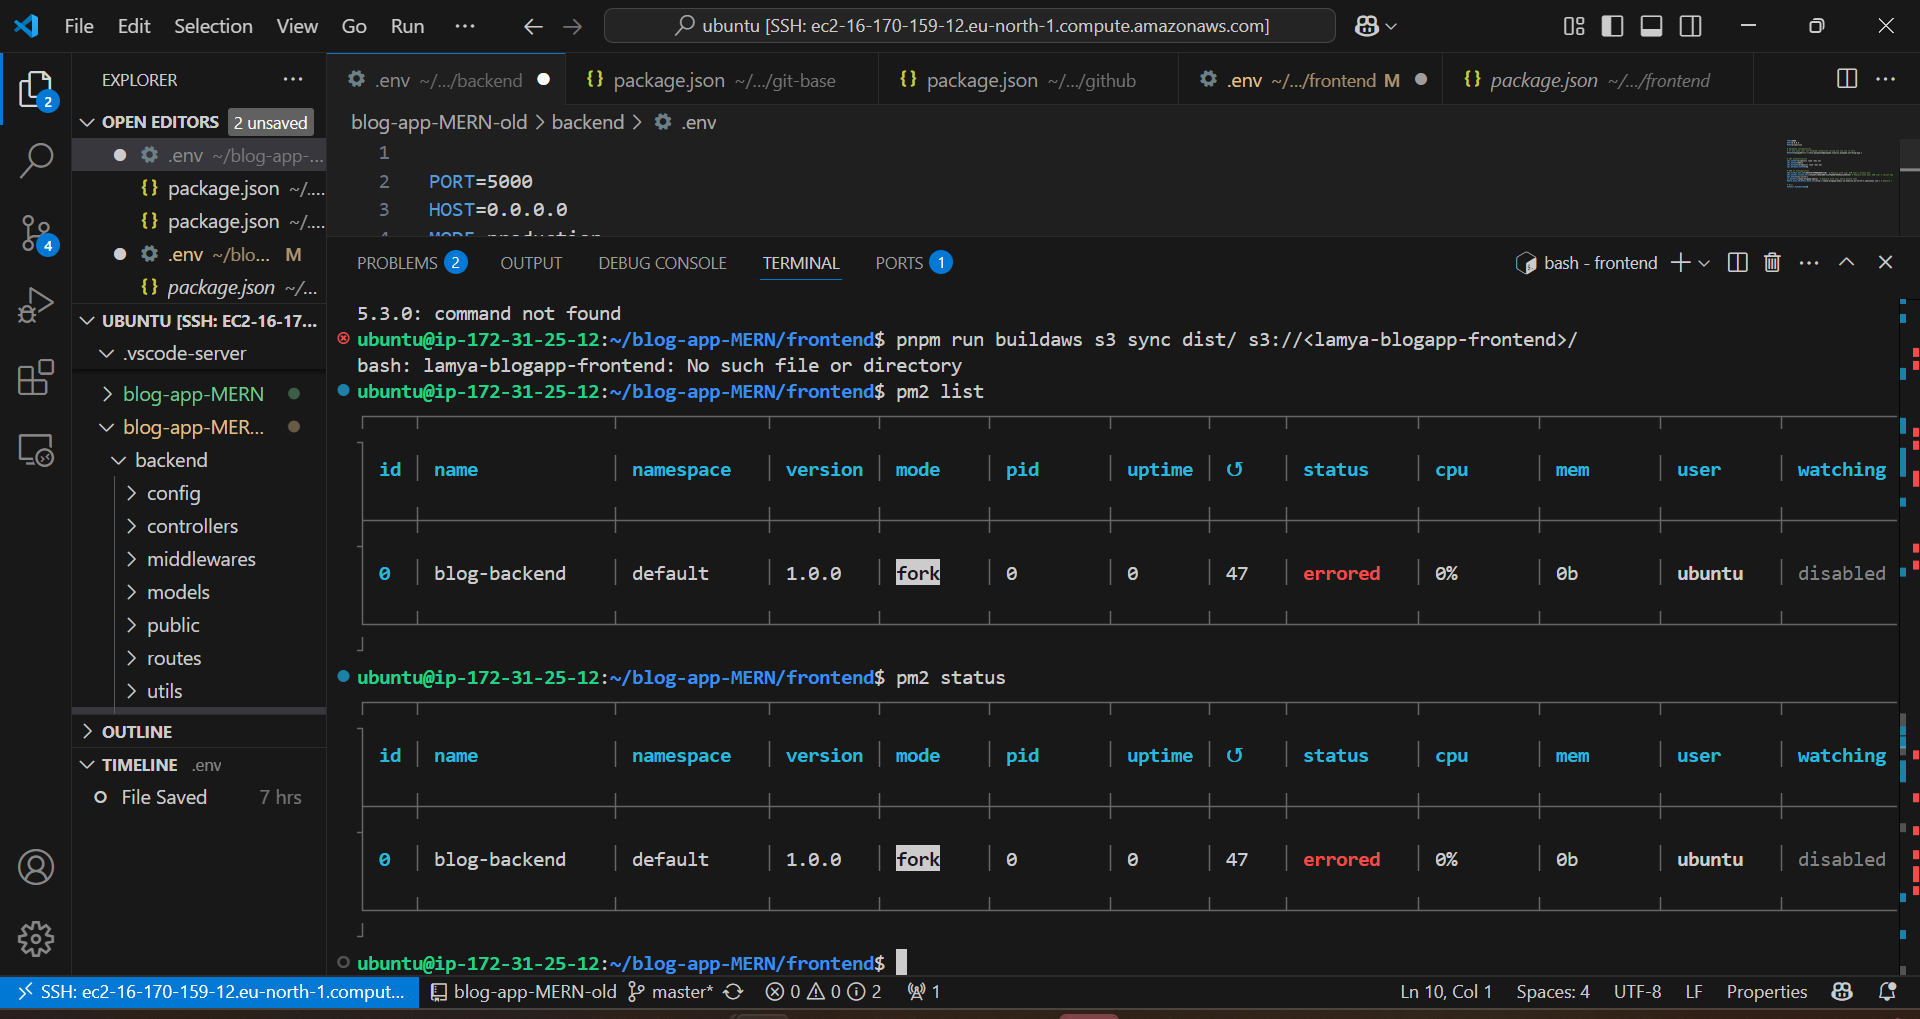 File Edit Selection View Go Run ··· ubuntu [SSH: ec2-16-170-159-12.eu-north-1.compute.amazonaws.com]
EXPLORER ···
OPEN EDITORS 2 unsaved
.env ~/blog-app-...
{} package.json ~/....
{} package.json ~/....
.env ~/blo... M
{} package.json ~/...
UBUNTU [SSH: EC2-16-17...
.vscode-server
blog-app-MERN
blog-app-MER...
backend
config
controllers
middlewares
models
public
routes
utils
OUTLINE
TIMELINE .env
File Saved 7 hrs
2
4
.env ~/.../backend {} package.json ~/.../git-base {} package.json ~/.../github .env ~/.../frontend M {} package.json ~/.../frontend ···
blog-app-MERN-old > backend > .env
1
2 PORT=5000
3 HOST=0.0.0.0
PROBLEMS 2 OUTPUT DEBUG CONSOLE TERMINAL PORTS 1 bash - frontend ···
5.3.0: command not found
ubuntu@ip-172-31-25-12:~/blog-app-MERN/frontend$ pnpm run buildaws s3 sync dist/ s3://<lamya-blogapp-frontend>/
bash: lamya-blogapp-frontend: No such file or directory
ubuntu@ip-172-31-25-12:~/blog-app-MERN/frontend$ pm2 list
id name namespace version mode pid uptime ↺ status cpu mem user watching
0 blog-backend default 1.0.0 fork 0 0 47 errored 0% 0b ubuntu disabled
ubuntu@ip-172-31-25-12:~/blog-app-MERN/frontend$ pm2 status
id name namespace version mode pid uptime ↺ status cpu mem user watching
0 blog-backend default 1.0.0 fork 0 0 47 errored 0% 0b ubuntu disabled
ubuntu@ip-172-31-25-12:~/blog-app-MERN/frontend$
SSH: ec2-16-170-159-12.eu-north-1.comput... blog-app-MERN-old master* 0 0 2 1 Ln 10, Col 1 Spaces: 4 UTF-8 LF Properties